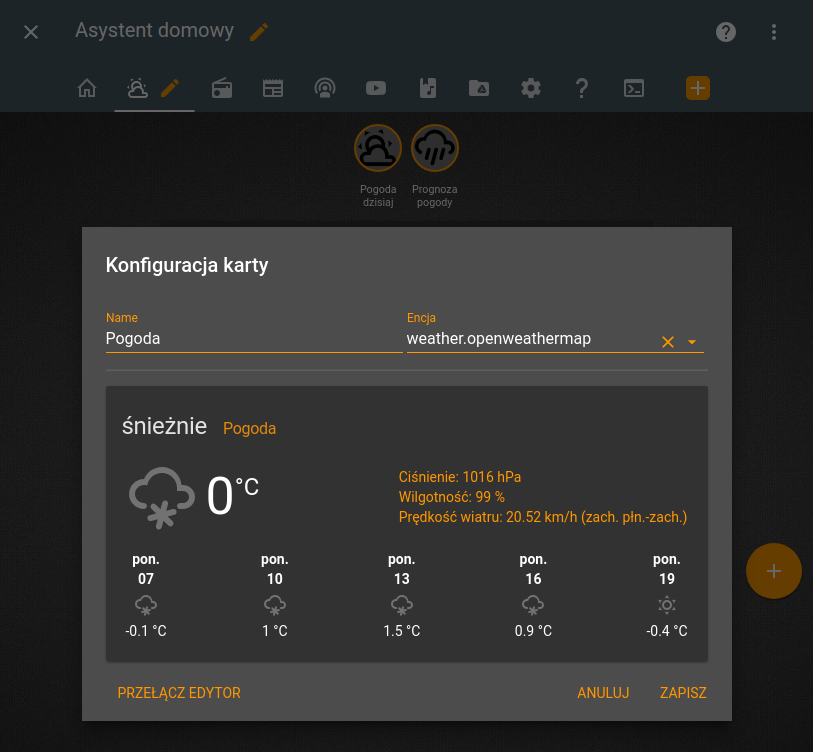 Asystent domowy
Pogoda
dzisiaj
Prognoza
pogody
Konfiguracja karty
Name
Pogoda
Encja
weather.openweathermap
śnieżnie Pogoda
0 °C
Ciśnienie: 1016 hPa
Wilgotność: 99 %
Prędkość wiatru: 20.52 km/h (zach. płn.-zach.)
pon. pon. pon. pon. pon.
07 10 13 16 19
-0.1 °C 1 °C 1.5 °C 0.9 °C -0.4 °C
PRZEŁĄCZ EDYTOR ANULUJ ZAPISZ